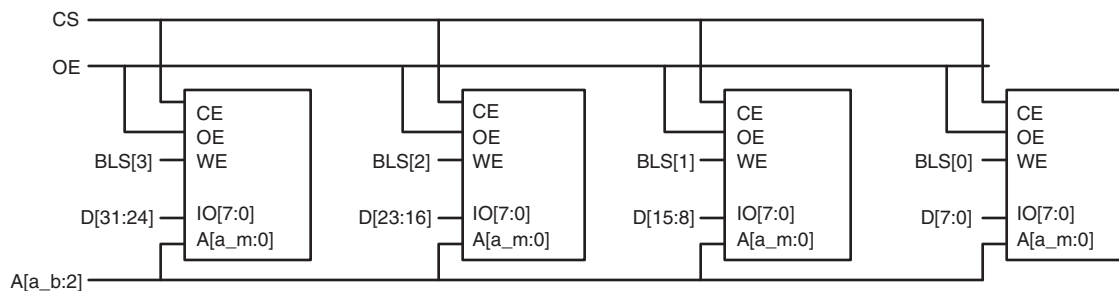 CS
OE
CE CE CE CE
OE OE OE OE
BLS[3] WE BLS[2] WE BLS[1] WE BLS[0] WE
D[31:24] IO[7:0] D[23:16] IO[7:0] D[15:8] IO[7:0] D[7:0] IO[7:0]
A[a_m:0] A[a_m:0] A[a_m:0] A[a_m:0]
A[a_b:2]